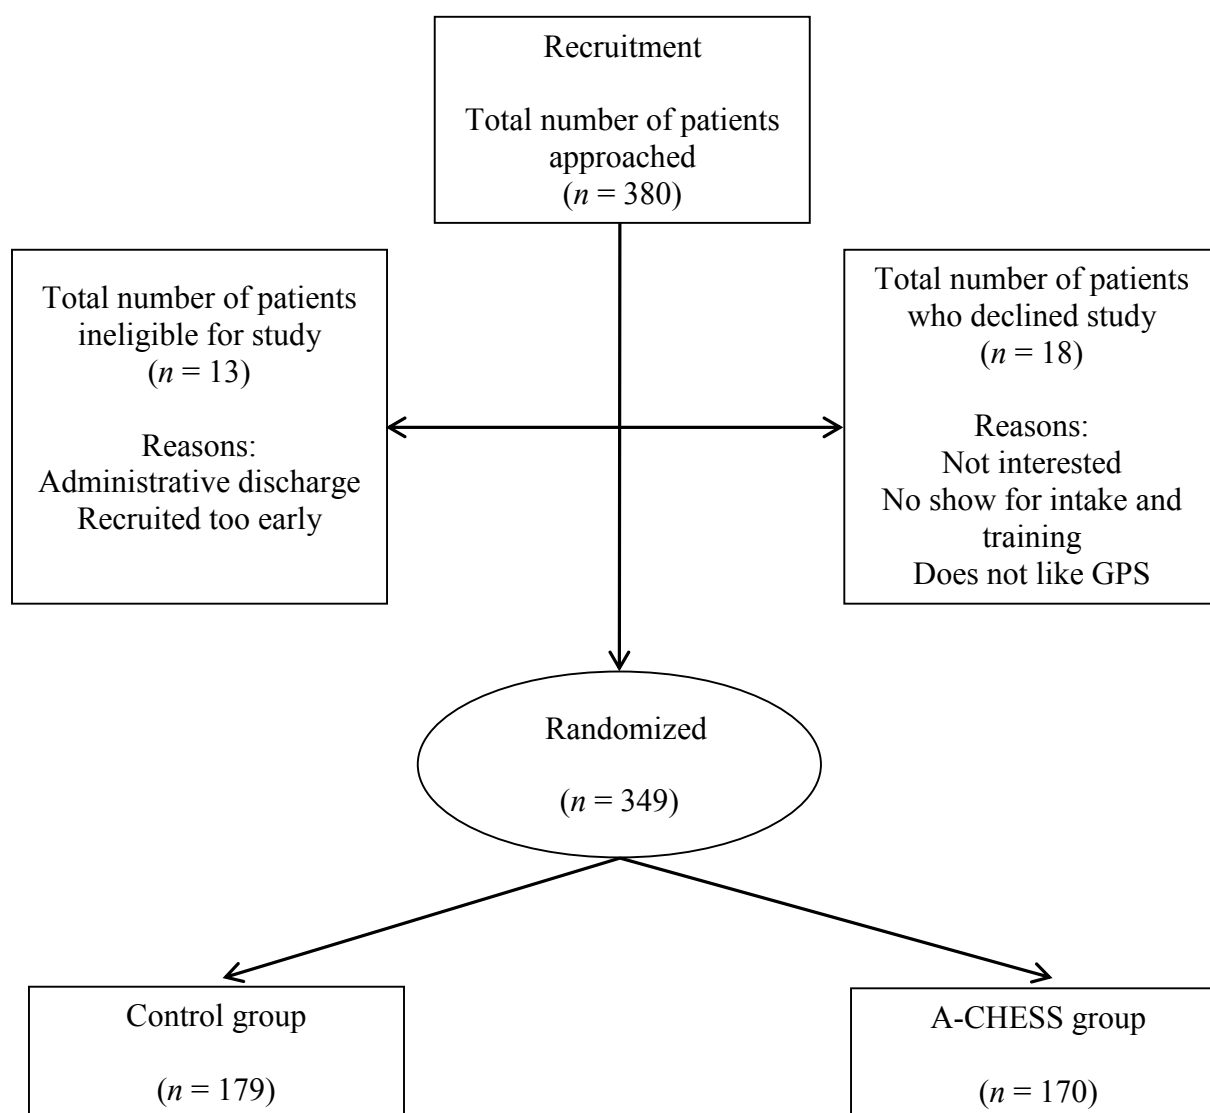 Recruitment
Total number of patients
approached
(n = 380)
Total number of patients
ineligible for study
(n = 13)
Reasons:
Administrative discharge
Recruited too early
Total number of patients
who declined study
(n = 18)
Reasons:
Not interested
No show for intake and
training
Does not like GPS
Randomized
(n = 349)
Control group
(n = 179)
A-CHESS group
(n = 170)